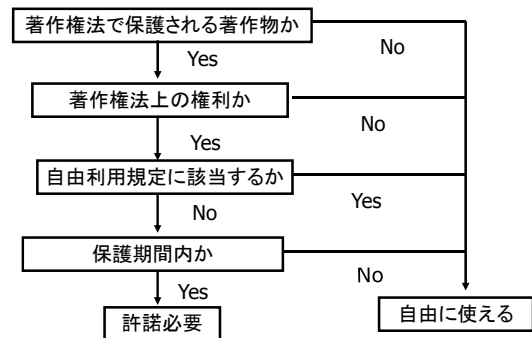 著作権法で保護される著作物か
No
Yes
著作権法上の権利か
No
Yes
自由利用規定に該当するか
Yes
No
保護期間内か
No
Yes
自由に使える
許諾必要